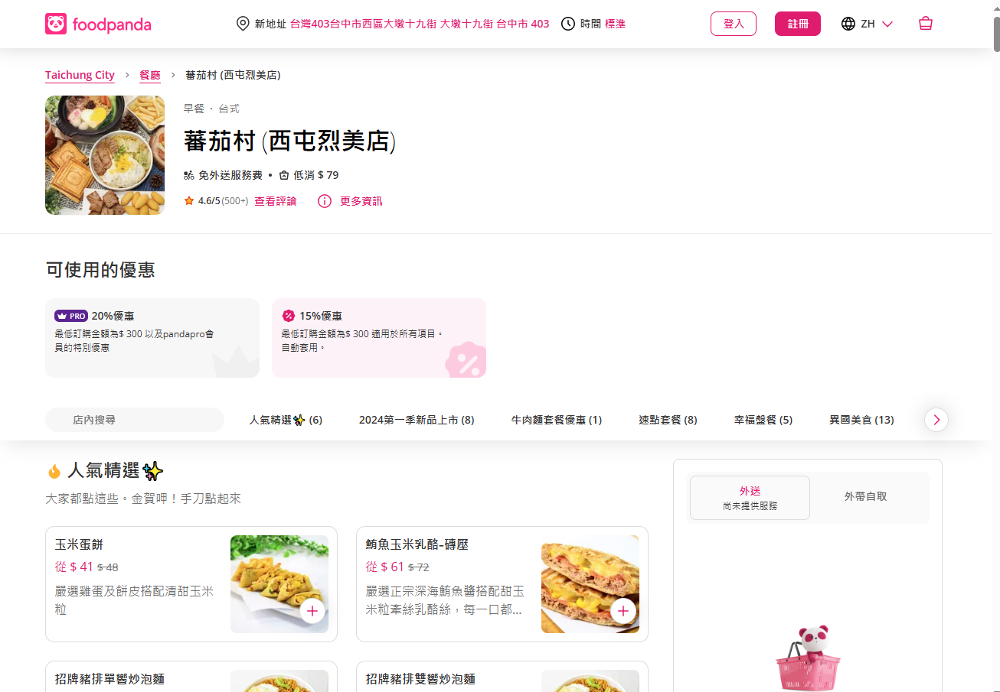 foodpanda
新地址 台灣403台中市西區大墩十九街 大墩十九街 台中市 403
時間 標準
登入
註冊
ZH
Taichung City
餐廳
蕃茄村 (西屯烈美店)
早餐 · 台式
蕃茄村 (西屯烈美店)
免外送服務費 • 低消 $ 79
4.6/5(500+) 查看評論
更多資訊
可使用的優惠
PRO 20%優惠
最低訂購金額為$ 300 以及pandapro會
員的特別優惠
15%優惠
最低訂購金額為$ 300 適用於所有項目。
自動套用。
店內搜尋
人氣精選✨ (6)
2024第一季新品上市 (8)
牛肉麵套餐優惠 (1)
速點套餐 (8)
幸福盤餐 (5)
異國美食 (13)
人氣精選✨
大家都點這些。金賀呷！手刀點起來
外送
尚未提供服務
外帶自取
玉米蛋餅
從 $ 41 $ 48
嚴選雞蛋及餅皮搭配清甜玉米
粒
鮪魚玉米乳酪-磚壓
從 $ 61 $ 72
嚴選正宗深海鮪魚醬搭配甜玉
米粒牽絲乳酪絲，每一口都...
招牌豬排單響炒泡麵
招牌豬排雙響炒泡麵